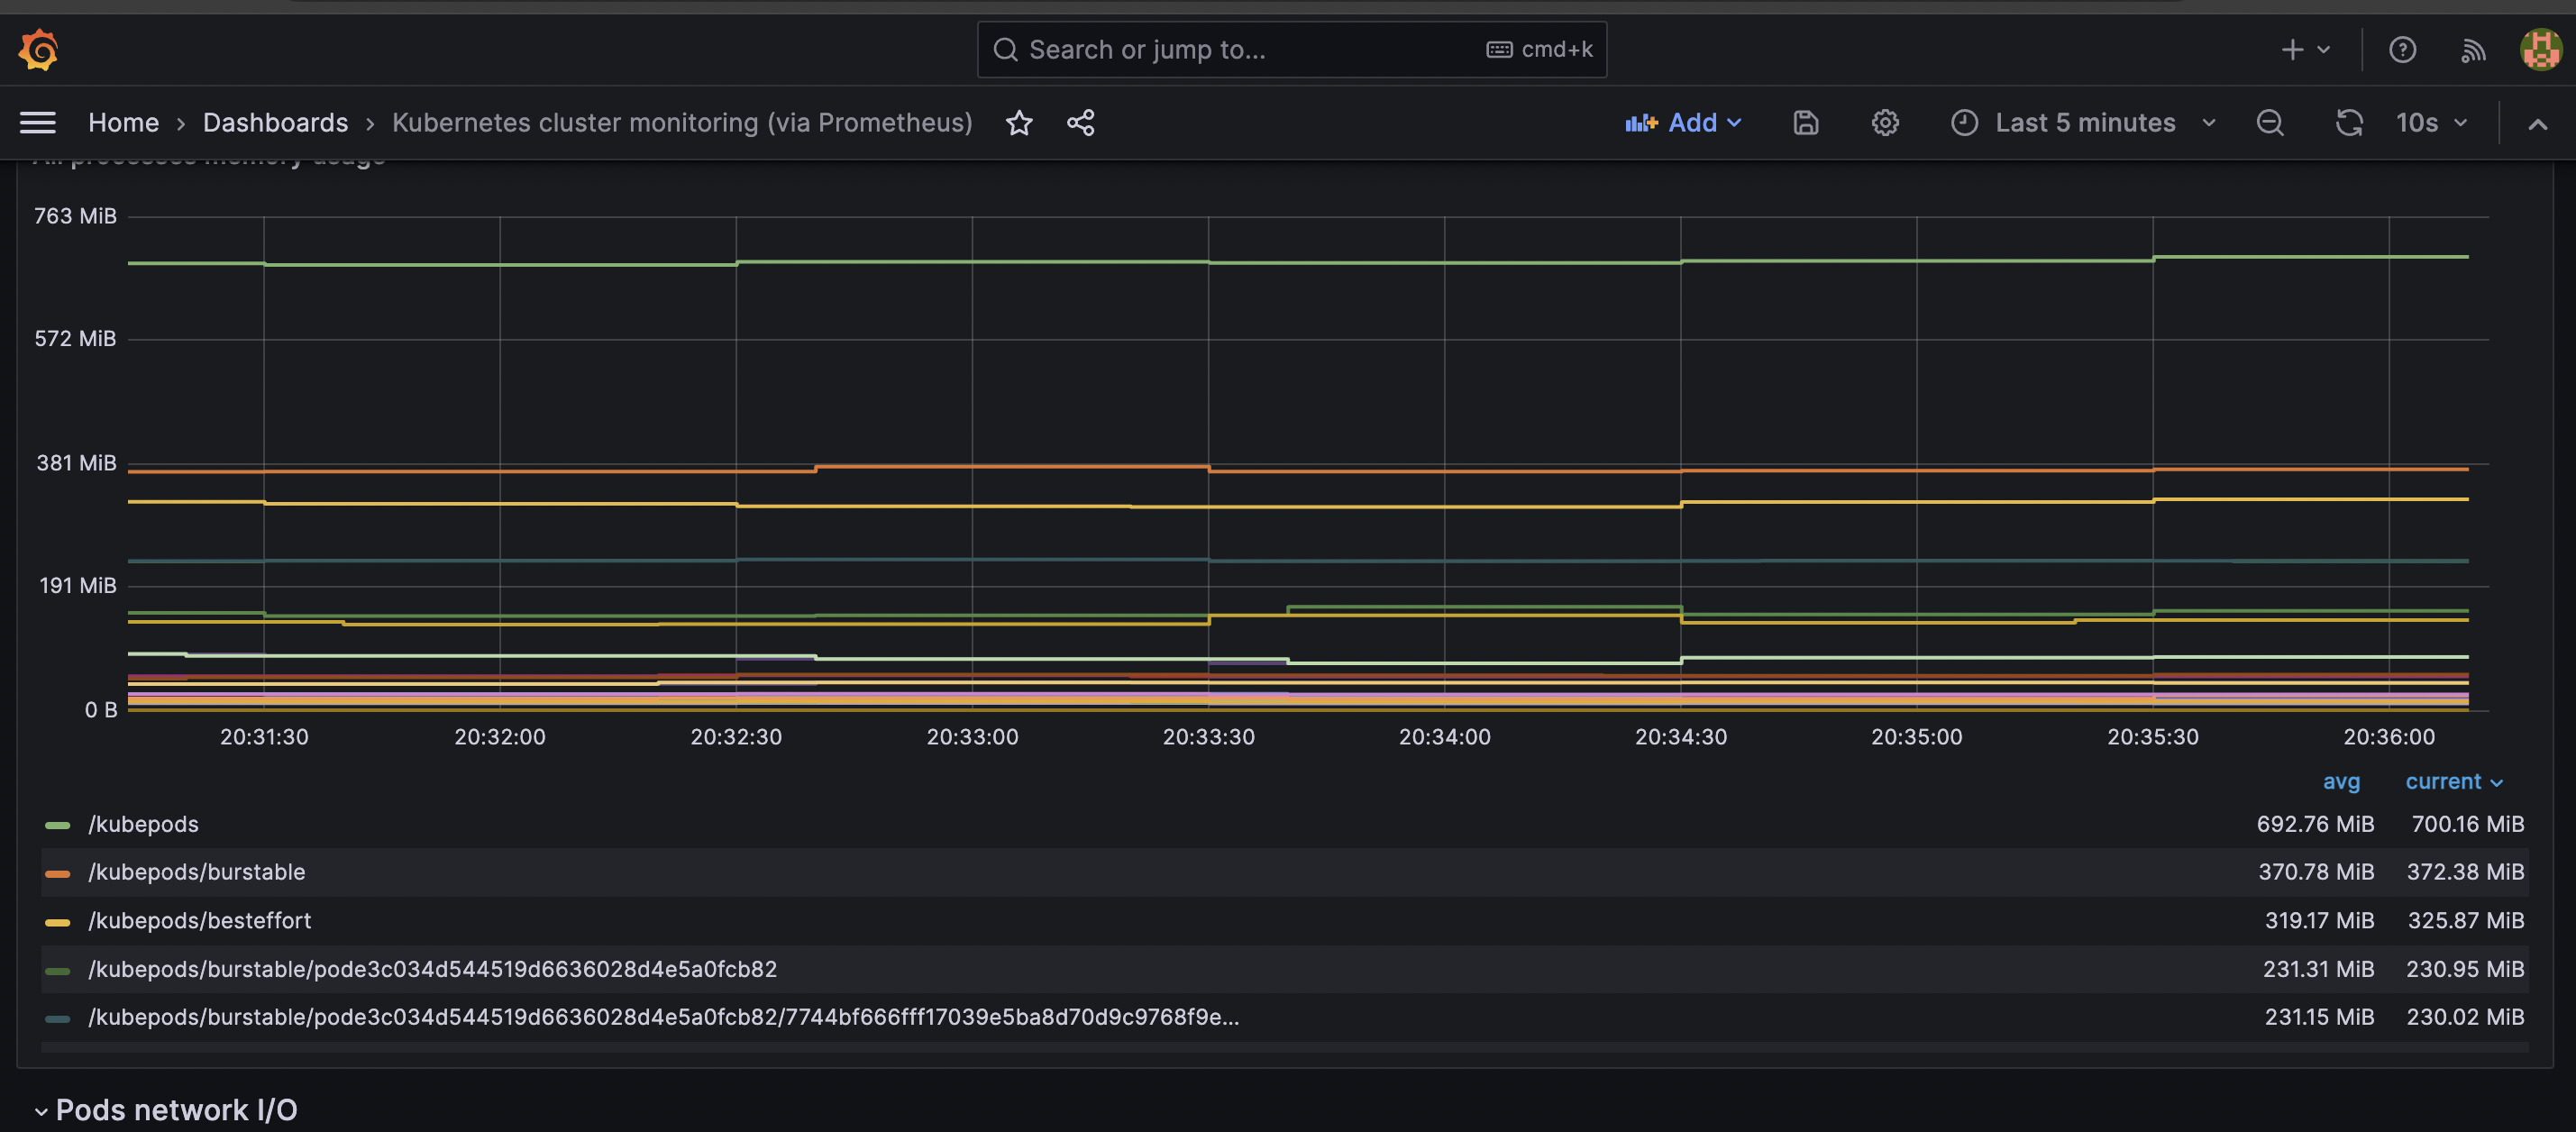 Search or jump to... cmd+k
Home › Dashboards › Kubernetes cluster monitoring (via Prometheus) Add Last 5 minutes 10s
All processes memory usage
763 MiB
572 MiB
381 MiB
191 MiB
0 B
20:31:30 20:32:00 20:32:30 20:33:00 20:33:30 20:34:00 20:34:30 20:35:00 20:35:30 20:36:00
avg current
/kubepods 692.76 MiB 700.16 MiB
/kubepods/burstable 370.78 MiB 372.38 MiB
/kubepods/besteffort 319.17 MiB 325.87 MiB
/kubepods/burstable/pode3c034d544519d6636028d4e5a0fcb82 231.31 MiB 230.95 MiB
/kubepods/burstable/pode3c034d544519d6636028d4e5a0fcb82/7744bf666fff17039e5ba8d70d9c9768f9e... 231.15 MiB 230.02 MiB
Pods network I/O